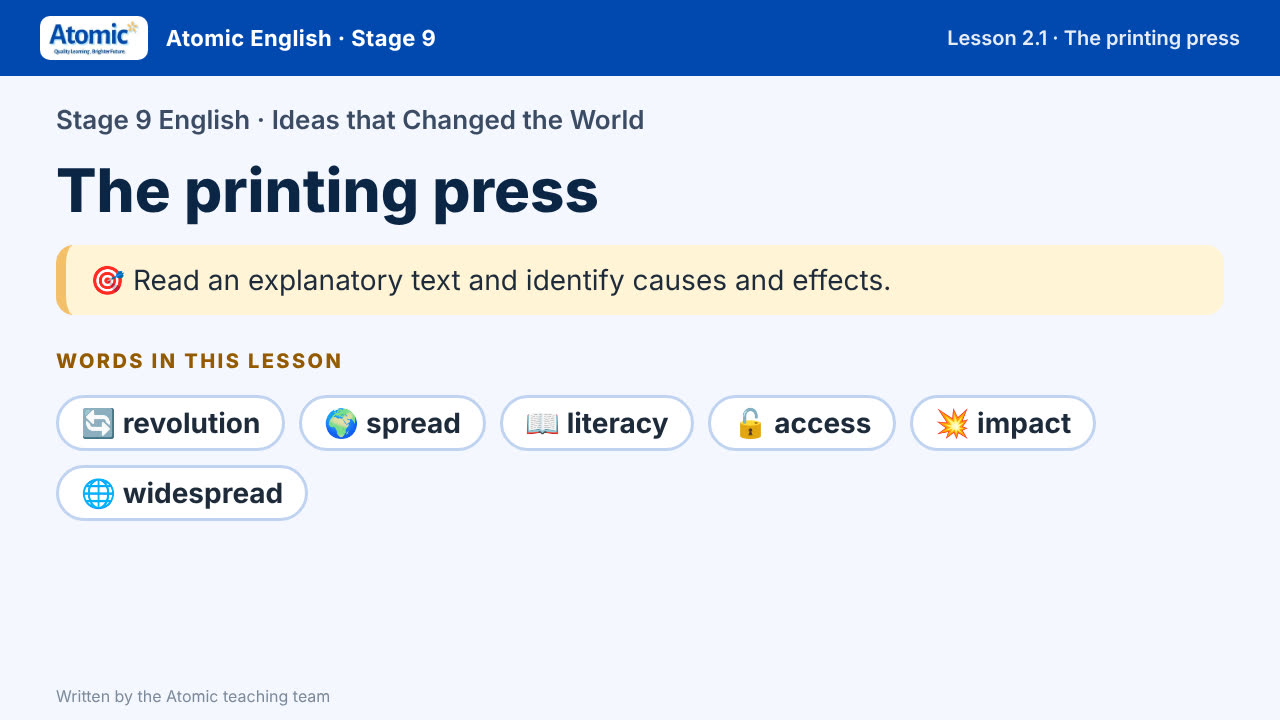 Atomic
Quality Learning. Brighter Future.
Atomic English · Stage 9
Lesson 2.1 · The printing press
Stage 9 English · Ideas that Changed the World
The printing press
🎯 Read an explanatory text and identify causes and effects.
WORDS IN THIS LESSON
🔄 revolution 🌍 spread 📖 literacy 🔓 access 💥 impact
🌐 widespread
Written by the Atomic teaching team